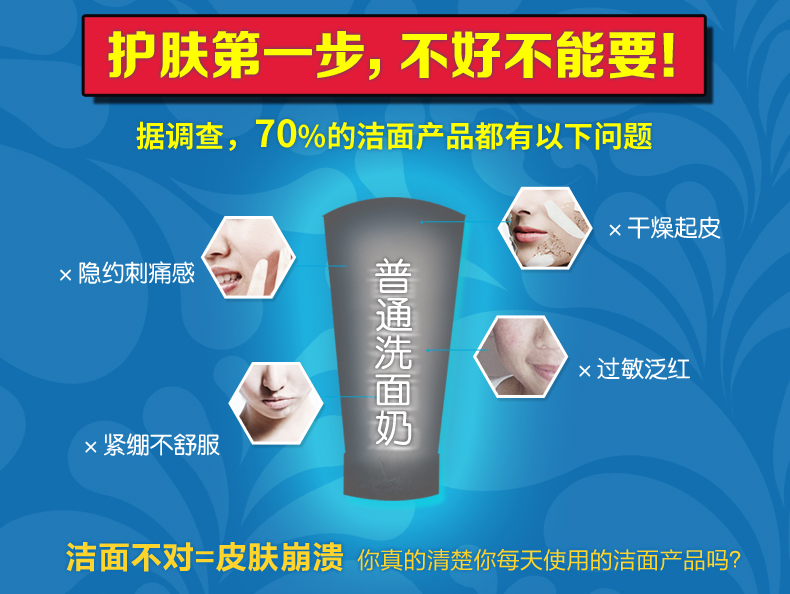 护肤第一步，不好不能要！
据调查，70%的洁面产品都有以下问题
× 干燥起皮
× 隐约刺痛感
普通洗面奶
× 过敏泛红
× 紧绷不舒服
洁面不对=皮肤崩溃 你真的清楚你每天使用的洁面产品吗？